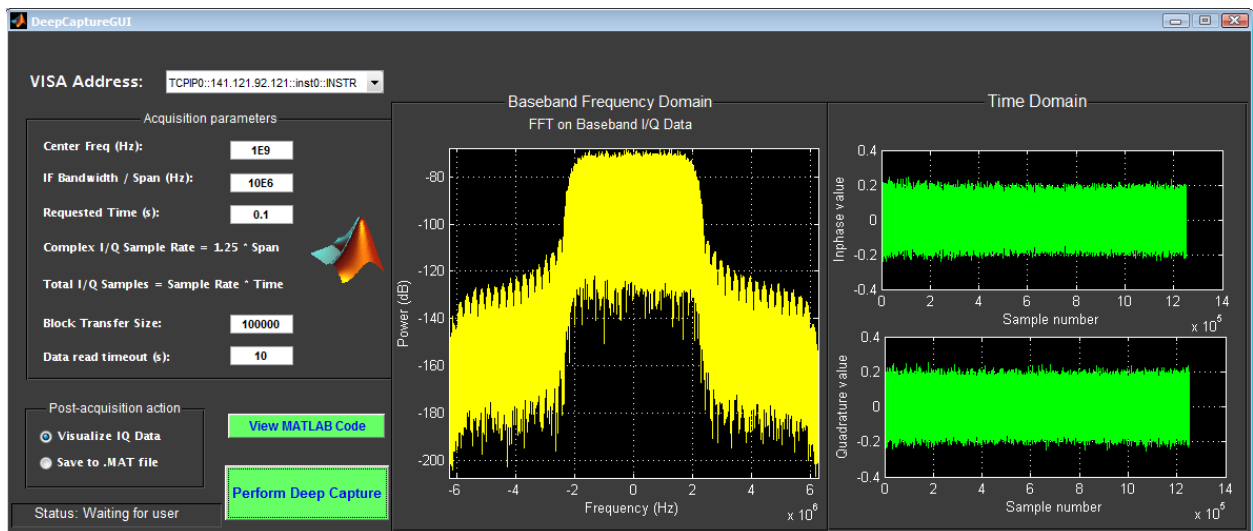 DeepCaptureGUI
VISA Address: TCPIP0::141.121.92.121::inst0::INSTR
Acquisition parameters
Center Freq (Hz): 1E9
IF Bandwidth / Span (Hz): 10E6
Requested Time (s): 0.1
Complex I/Q Sample Rate = 1.25 * Span
Total I/Q Samples = Sample Rate * Time
Block Transfer Size: 100000
Data read timeout (s): 10
Post-acquisition action
Visualize IQ Data
Save to .MAT file
View MATLAB Code
Perform Deep Capture
Status: Waiting for user
Baseband Frequency Domain
FFT on Baseband I/Q Data
Power (dB)
-80
-100
-120
-140
-160
-180
-200
-6 -4 -2 0 2 4 6
Frequency (Hz)
x 10^6
Time Domain
Inphase value
0.4
0.2
0
-0.2
-0.4
0 2 4 6 8 10 12 14
Sample number
x 10^5
Quadrature value
0.4
0.2
0
-0.2
-0.4
0 2 4 6 8 10 12 14
Sample number
x 10^5